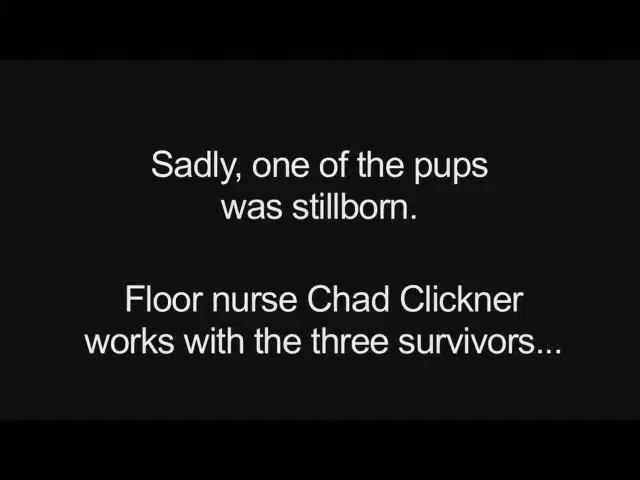 Sadly, one of the pups
was stillborn.
Floor nurse Chad Clickner
works with the three survivors...